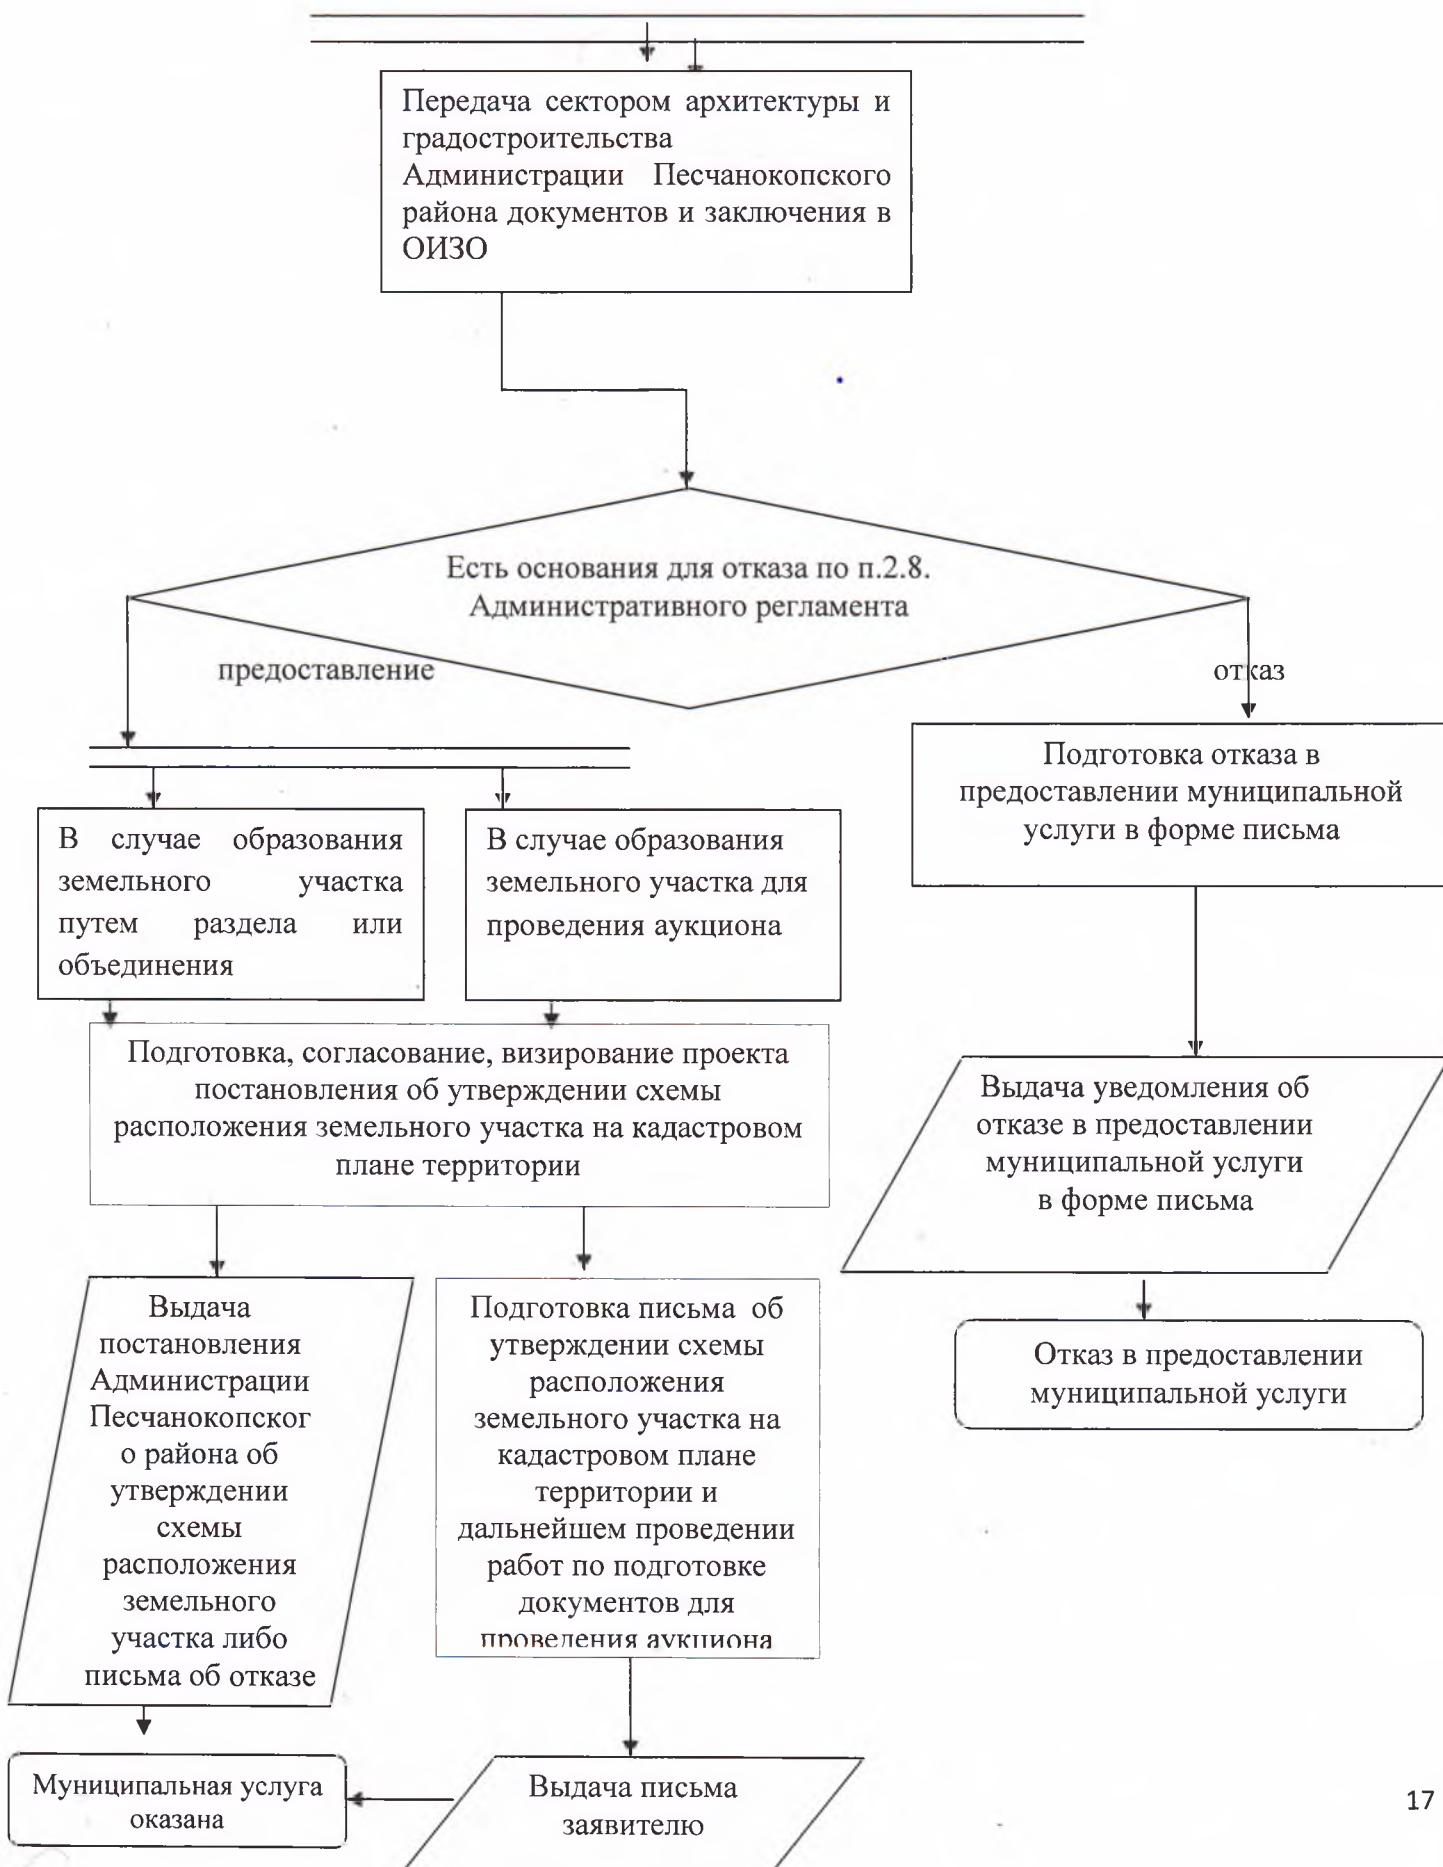 Передача сектором архитектуры и
градостроительства
Администрации Песчанокопского
района документов и заключения в
ОИЗО
Есть основания для отказа по п.2.8.
Административного регламента
предоставление
отказ
В случае образования
земельного участка
путем раздела или
объединения
В случае образования
земельного участка для
проведения аукциона
Подготовка отказа в
предоставлении муниципальной
услуги в форме письма
Подготовка, согласование, визирование проекта
постановления об утверждении схемы
расположения земельного участка на кадастровом
плане территории
Выдача уведомления об
отказе в предоставлении
муниципальной услуги
в форме письма
Выдача
постановления
Администрации
Песчанокопског
о района об
утверждении
схемы
расположения
земельного
участка либо
письма об отказе
Подготовка письма об
утверждении схемы
расположения
земельного участка на
кадастровом плане
территории и
дальнейшем проведении
работ по подготовке
документов для
проведения аукциона
Отказ в предоставлении
муниципальной услуги
Муниципальная услуга
оказана
Выдача письма
заявителю
17